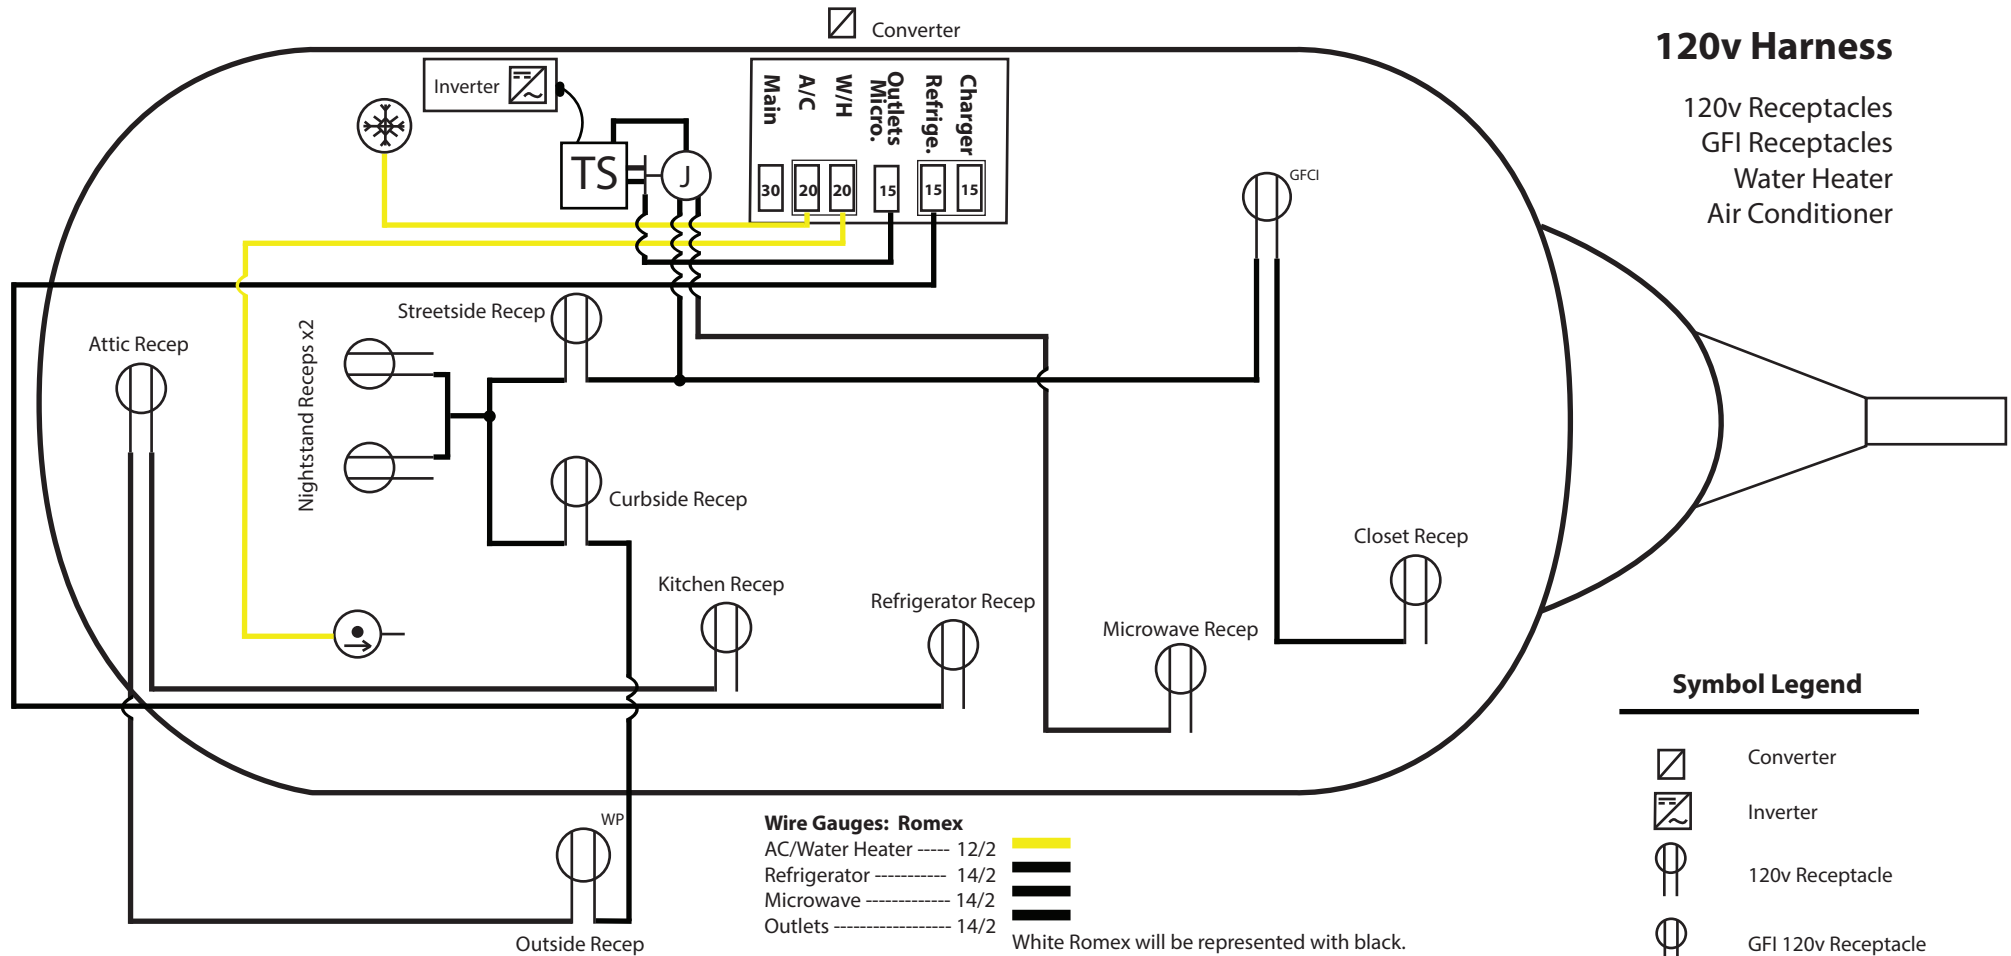 Converter
120v Harness
120v Receptacles
GFI Receptacles
Water Heater
Air Conditioner
Inverter
Main
A/C
W/H
Outlets
Micro.
Refrige.
Charger
TS
J
30
20
20
15
15
15
GFCI
Streetside Recep
Attic Recep
Nightstand Receps x2
Curbside Recep
Closet Recep
Kitchen Recep
Refrigerator Recep
Microwave Recep
WP
Outside Recep
Wire Gauges: Romex
AC/Water Heater ----- 12/2
Refrigerator ----------- 14/2
Microwave ------------- 14/2
Outlets ------------------ 14/2
White Romex will be represented with black.
Symbol Legend
Converter
Inverter
120v Receptacle
GFI 120v Receptacle